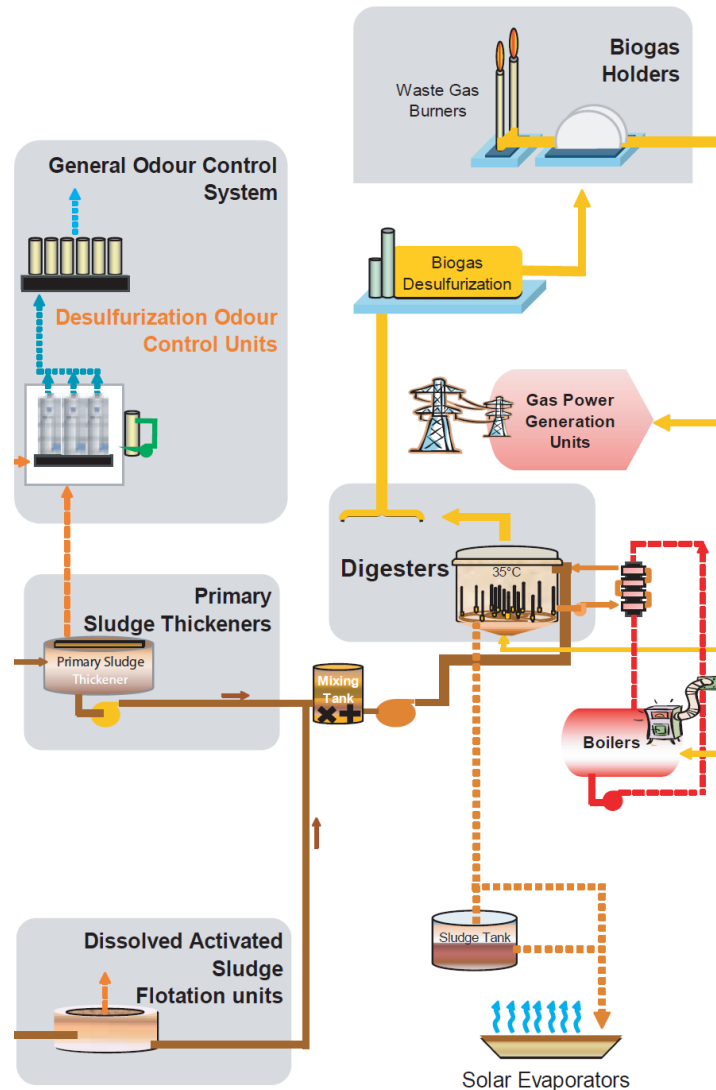 Biogas
Holders
Waste Gas
Burners
General Odour Control
System
Biogas
Desulfurization
Desulfurization Odour
Control Units
Gas Power
Generation
Units
Digesters
35°C
Primary
Sludge Thickeners
Primary Sludge
Thickener
Mixing
Tank
Boilers
Dissolved Activated
Sludge
Flotation units
Sludge Tank
Solar Evaporators